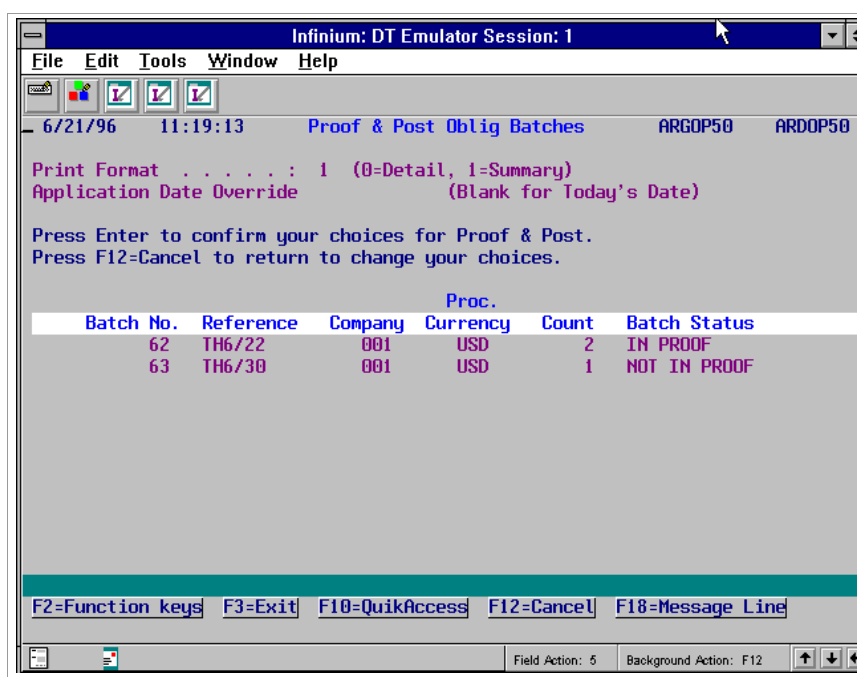 Infinium: DT Emulator Session: 1
File Edit Tools Window Help
6/21/96 11:19:13 Proof & Post Oblig Batches ARGOP50 ARDOP50
Print Format . . . . . : 1 (0=Detail, 1=Summary)
Application Date Override (Blank for Today's Date)
Press Enter to confirm your choices for Proof & Post.
Press F12=Cancel to return to change your choices.
Proc.
Batch No. Reference Company Currency Count Batch Status
62 TH6/22 001 USD 2 IN PROOF
63 TH6/30 001 USD 1 NOT IN PROOF
F2=Function keys F3=Exit F10=QuikAccess F12=Cancel F18=Message Line
Field Action: 5 Background Action: F12